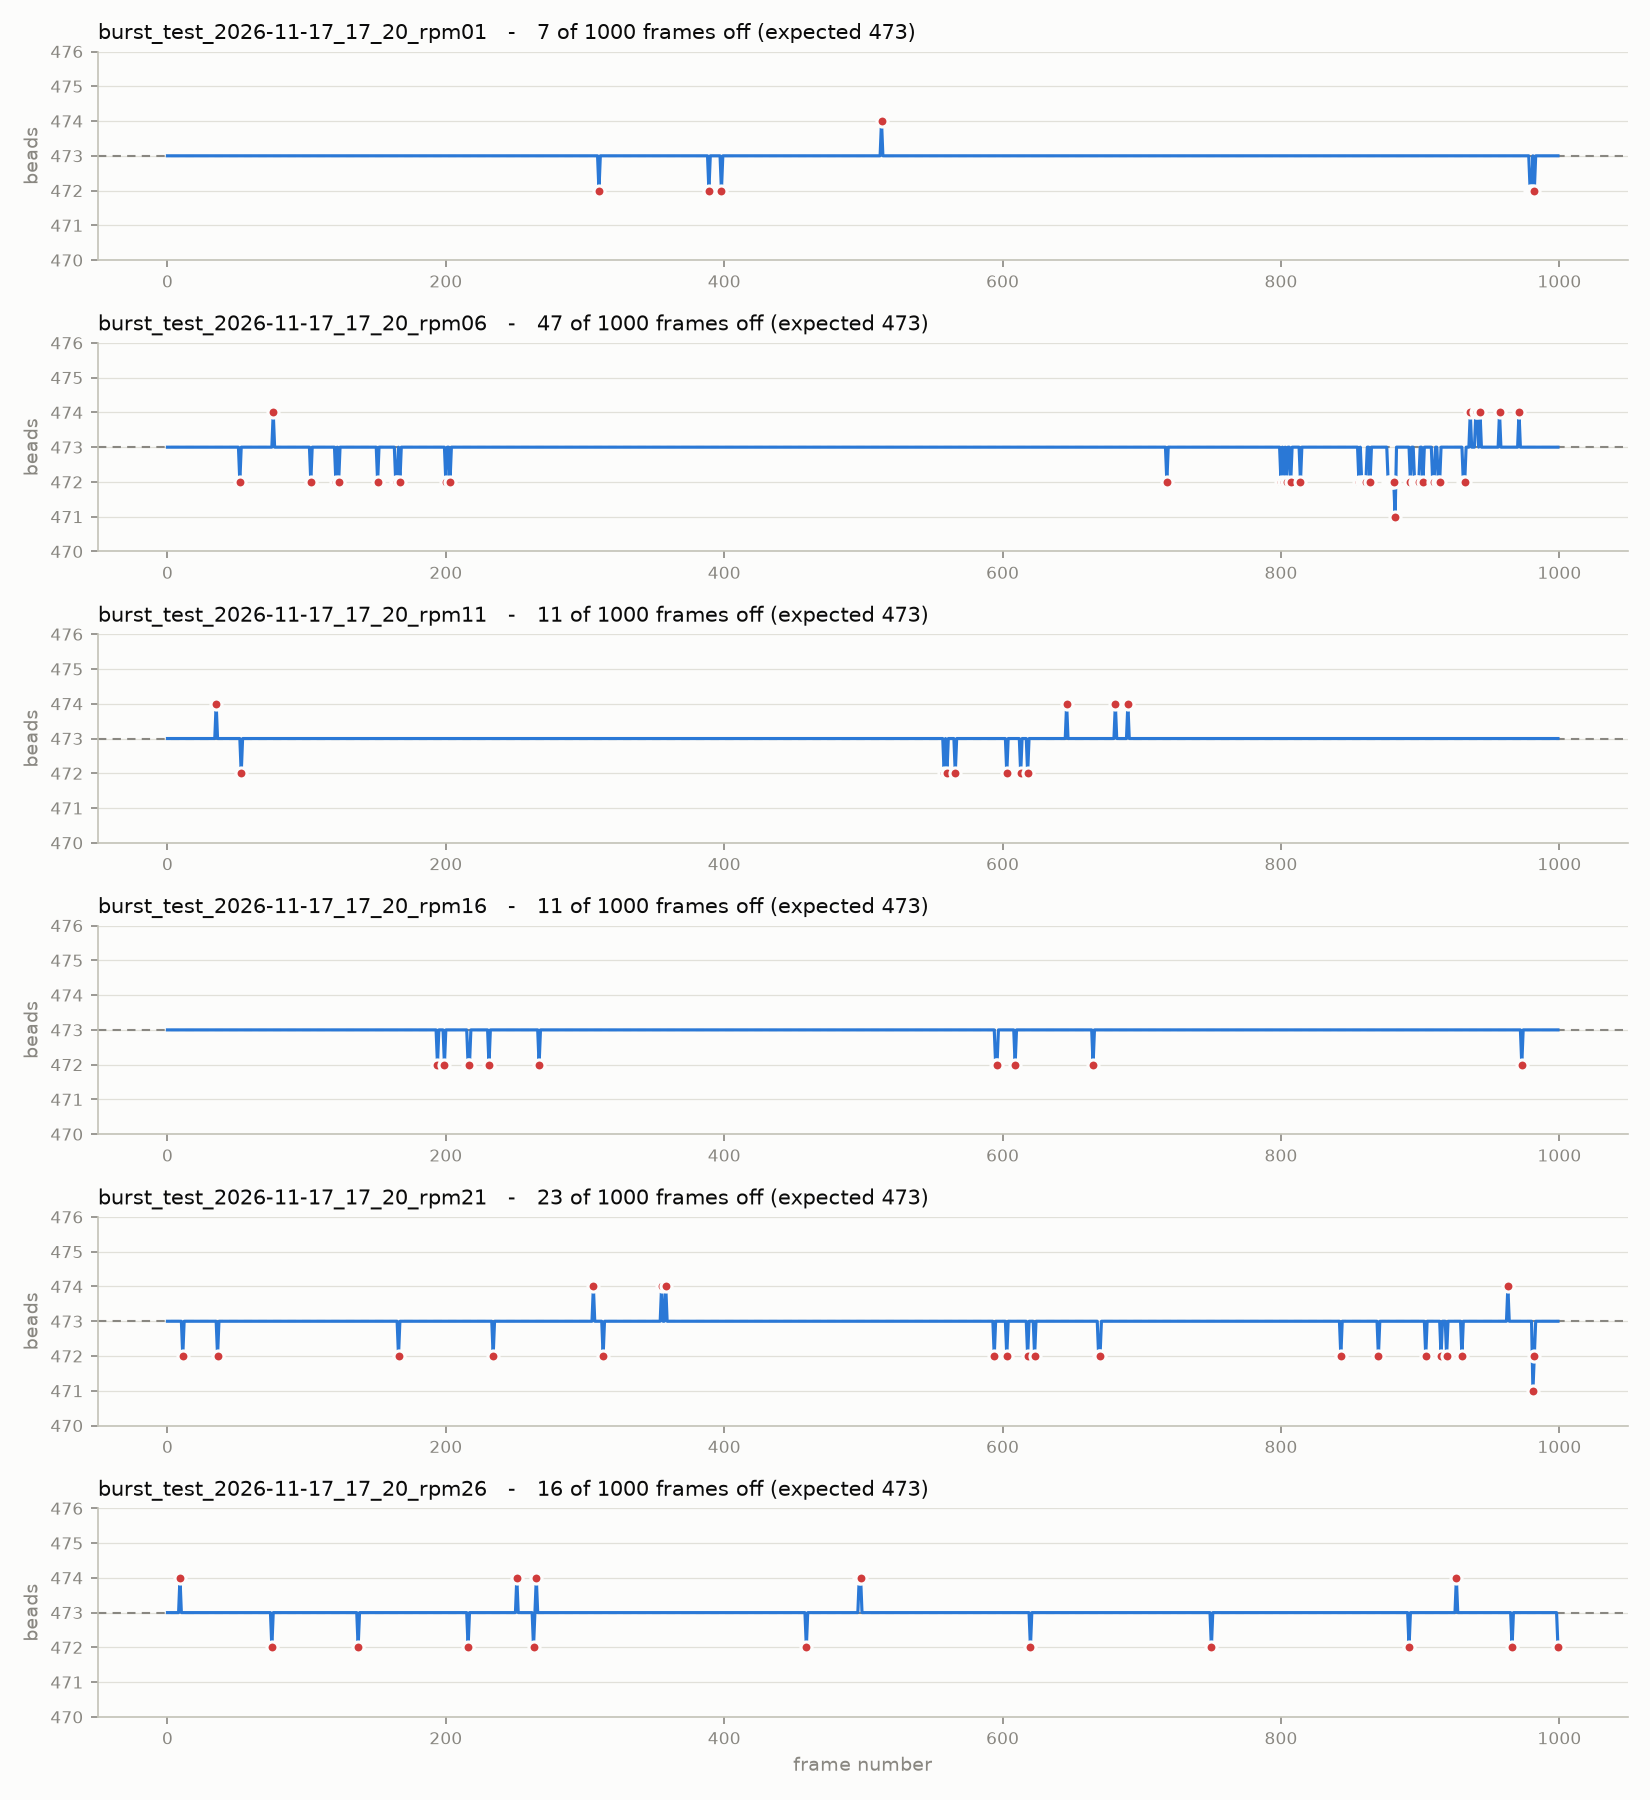 burst_test_2026-11-17_17_20_rpm01 - 7 of 1000 frames off (expected 473)
476
475
474
473
472
471
470
beads
0 200 400 600 800 1000
burst_test_2026-11-17_17_20_rpm06 - 47 of 1000 frames off (expected 473)
476
475
474
473
472
471
470
beads
0 200 400 600 800 1000
burst_test_2026-11-17_17_20_rpm11 - 11 of 1000 frames off (expected 473)
476
475
474
473
472
471
470
beads
0 200 400 600 800 1000
burst_test_2026-11-17_17_20_rpm16 - 11 of 1000 frames off (expected 473)
476
475
474
473
472
471
470
beads
0 200 400 600 800 1000
burst_test_2026-11-17_17_20_rpm21 - 23 of 1000 frames off (expected 473)
476
475
474
473
472
471
470
beads
0 200 400 600 800 1000
burst_test_2026-11-17_17_20_rpm26 - 16 of 1000 frames off (expected 473)
476
475
474
473
472
471
470
beads
0 200 400 600 800 1000
frame number